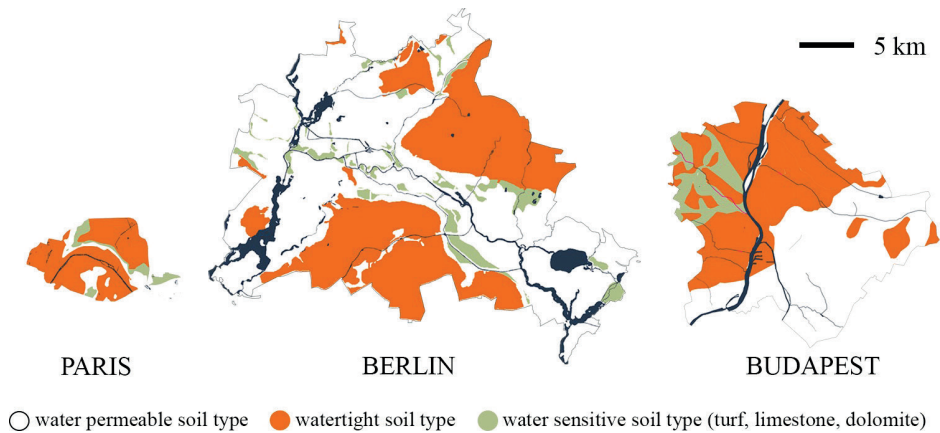 5 km
PARIS
BERLIN
BUDAPEST
water permeable soil type
watertight soil type
water sensitive soil type (turf, limestone, dolomite)